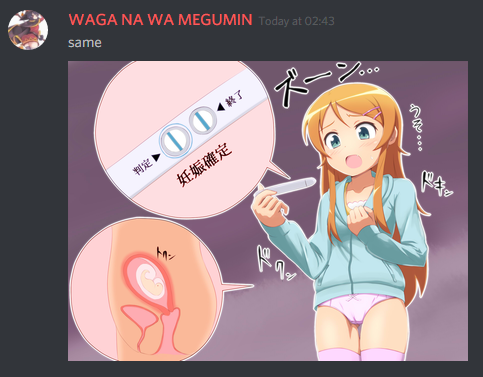 WAGA NA WA MEGUMIN Today at 02:43
same
ズーン…
◀終了
判定▶
妊娠確定
うそ…
ドキン
ドクン
トクン